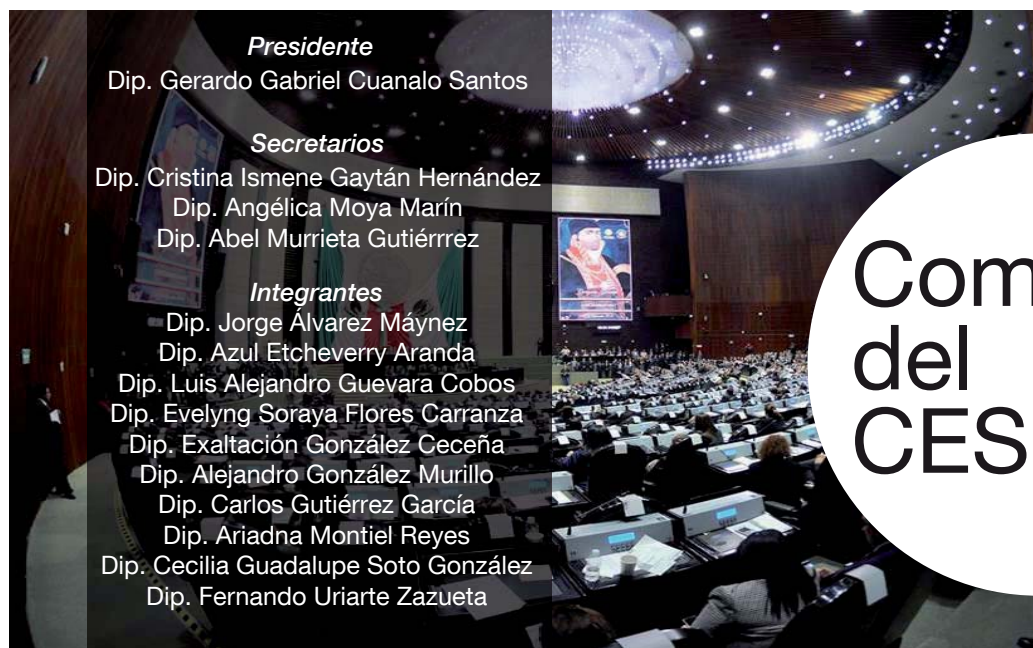 Presidente
Dip. Gerardo Gabriel Cuanalo Santos
Secretarios
Dip. Cristina Ismene Gaytán Hernández
Dip. Angélica Moya Marín
Dip. Abel Murrieta Gutiérrrez
Integrantes
Dip. Jorge Álvarez Máynez
Dip. Azul Etcheverry Aranda
Dip. Luis Alejandro Guevara Cobos
Dip. Evelyng Soraya Flores Carranza
Dip. Exaltación González Ceceña
Dip. Alejandro González Murillo
Dip. Carlos Gutiérrez García
Dip. Ariadna Montiel Reyes
Dip. Cecilia Guadalupe Soto González
Dip. Fernando Uriarte Zazueta
Com
del
CES